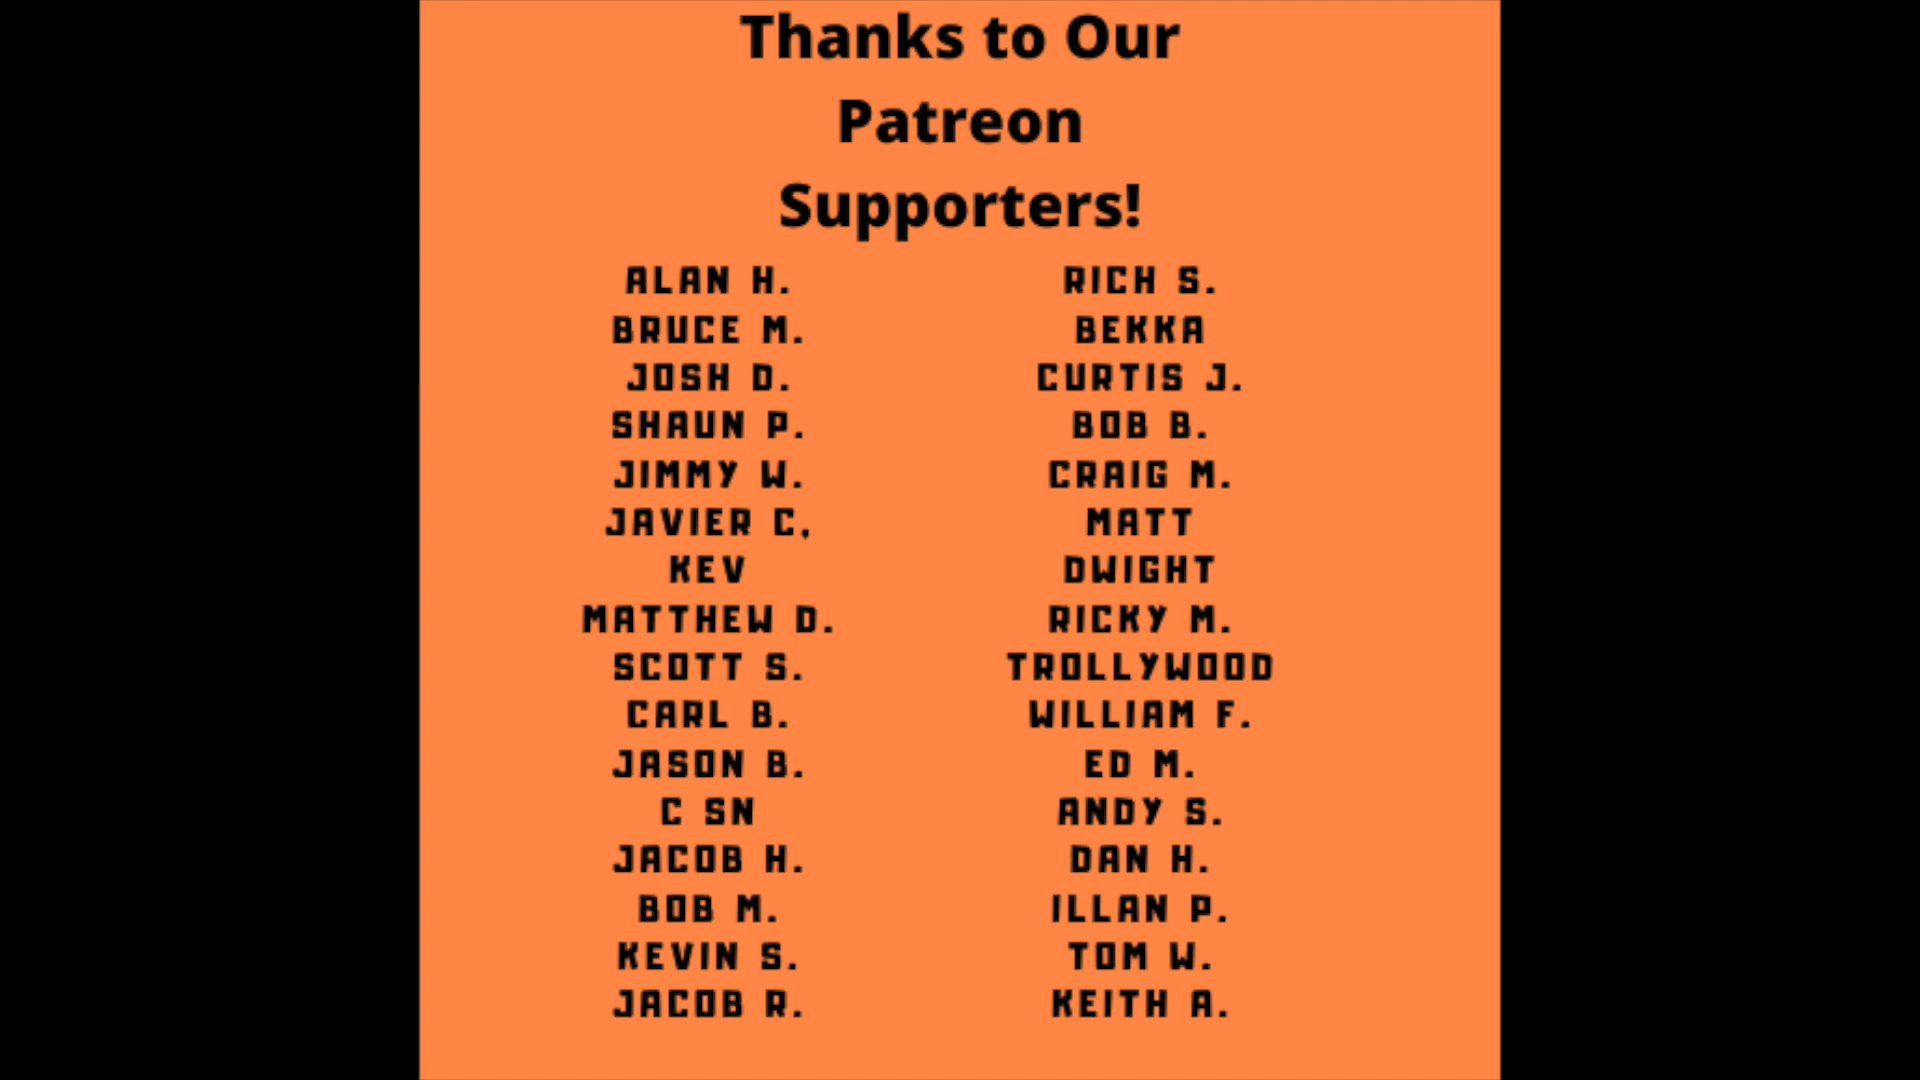 Thanks to Our
Patreon
Supporters!
ALAN H.
BRUCE M.
JOSH D.
SHAUN P.
JIMMY W.
JAVIER C,
KEV
MATTHEW D.
SCOTT S.
CARL B.
JASON B.
C SN
JACOB H.
BOB M.
KEVIN S.
JACOB R.
RICH S.
BEKKA
CURTIS J.
BOB B.
CRAIG M.
MATT
DWIGHT
RICKY M.
TROLLYWOOD
WILLIAM F.
ED M.
ANDY S.
DAN H.
ILLAN P.
TOM W.
KEITH A.